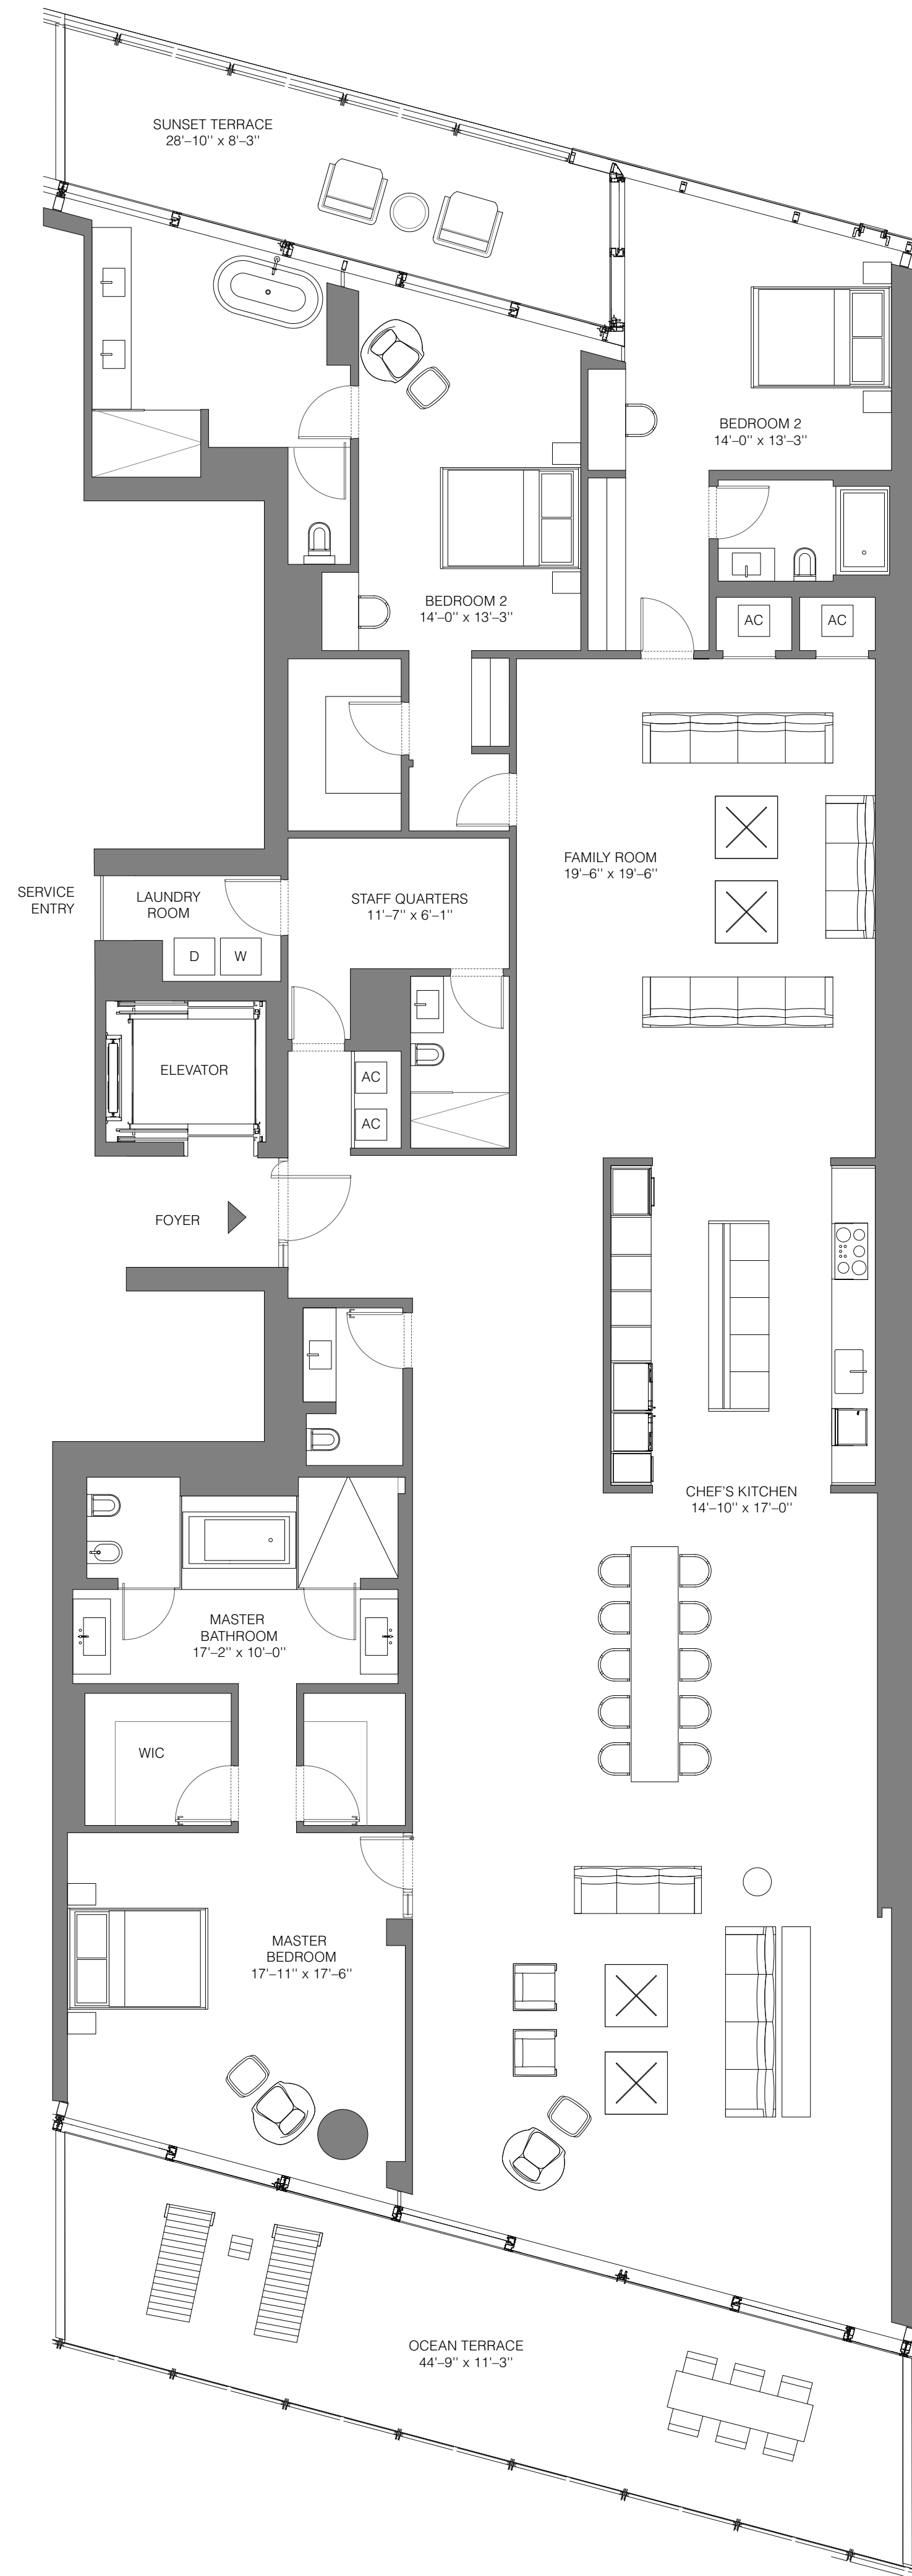 SUNSET TERRACE
28'–10'' x 8'–3''
BEDROOM 2
14'–0'' x 13'–3''
BEDROOM 2
14'–0'' x 13'–3''
AC
AC
FAMILY ROOM
19'–6'' x 19'–6''
SERVICE
ENTRY
LAUNDRY
ROOM
STAFF QUARTERS
11'–7'' x 6'–1''
D
W
ELEVATOR
AC
AC
FOYER
CHEF'S KITCHEN
14'–10'' x 17'–0''
MASTER
BATHROOM
17'–2'' x 10'–0''
WIC
MASTER
BEDROOM
17'–11'' x 17'–6''
OCEAN TERRACE
44'–9'' x 11'–3''